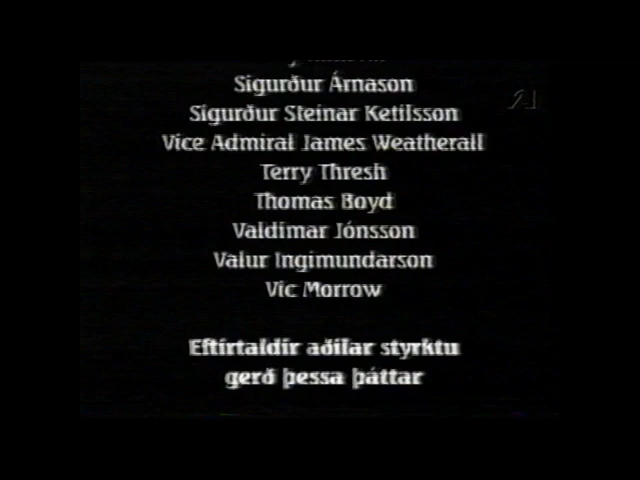 Sigurður Árnason
Sigurður Steinar Ketilsson
Vice Admiral James Weatherall
Terry Thresh
Thomas Boyd
Valdimar Jónsson
Valur Ingimundarson
Vic Morrow
Eftirtaldir aðilar styrktu
gerð þessa þáttar